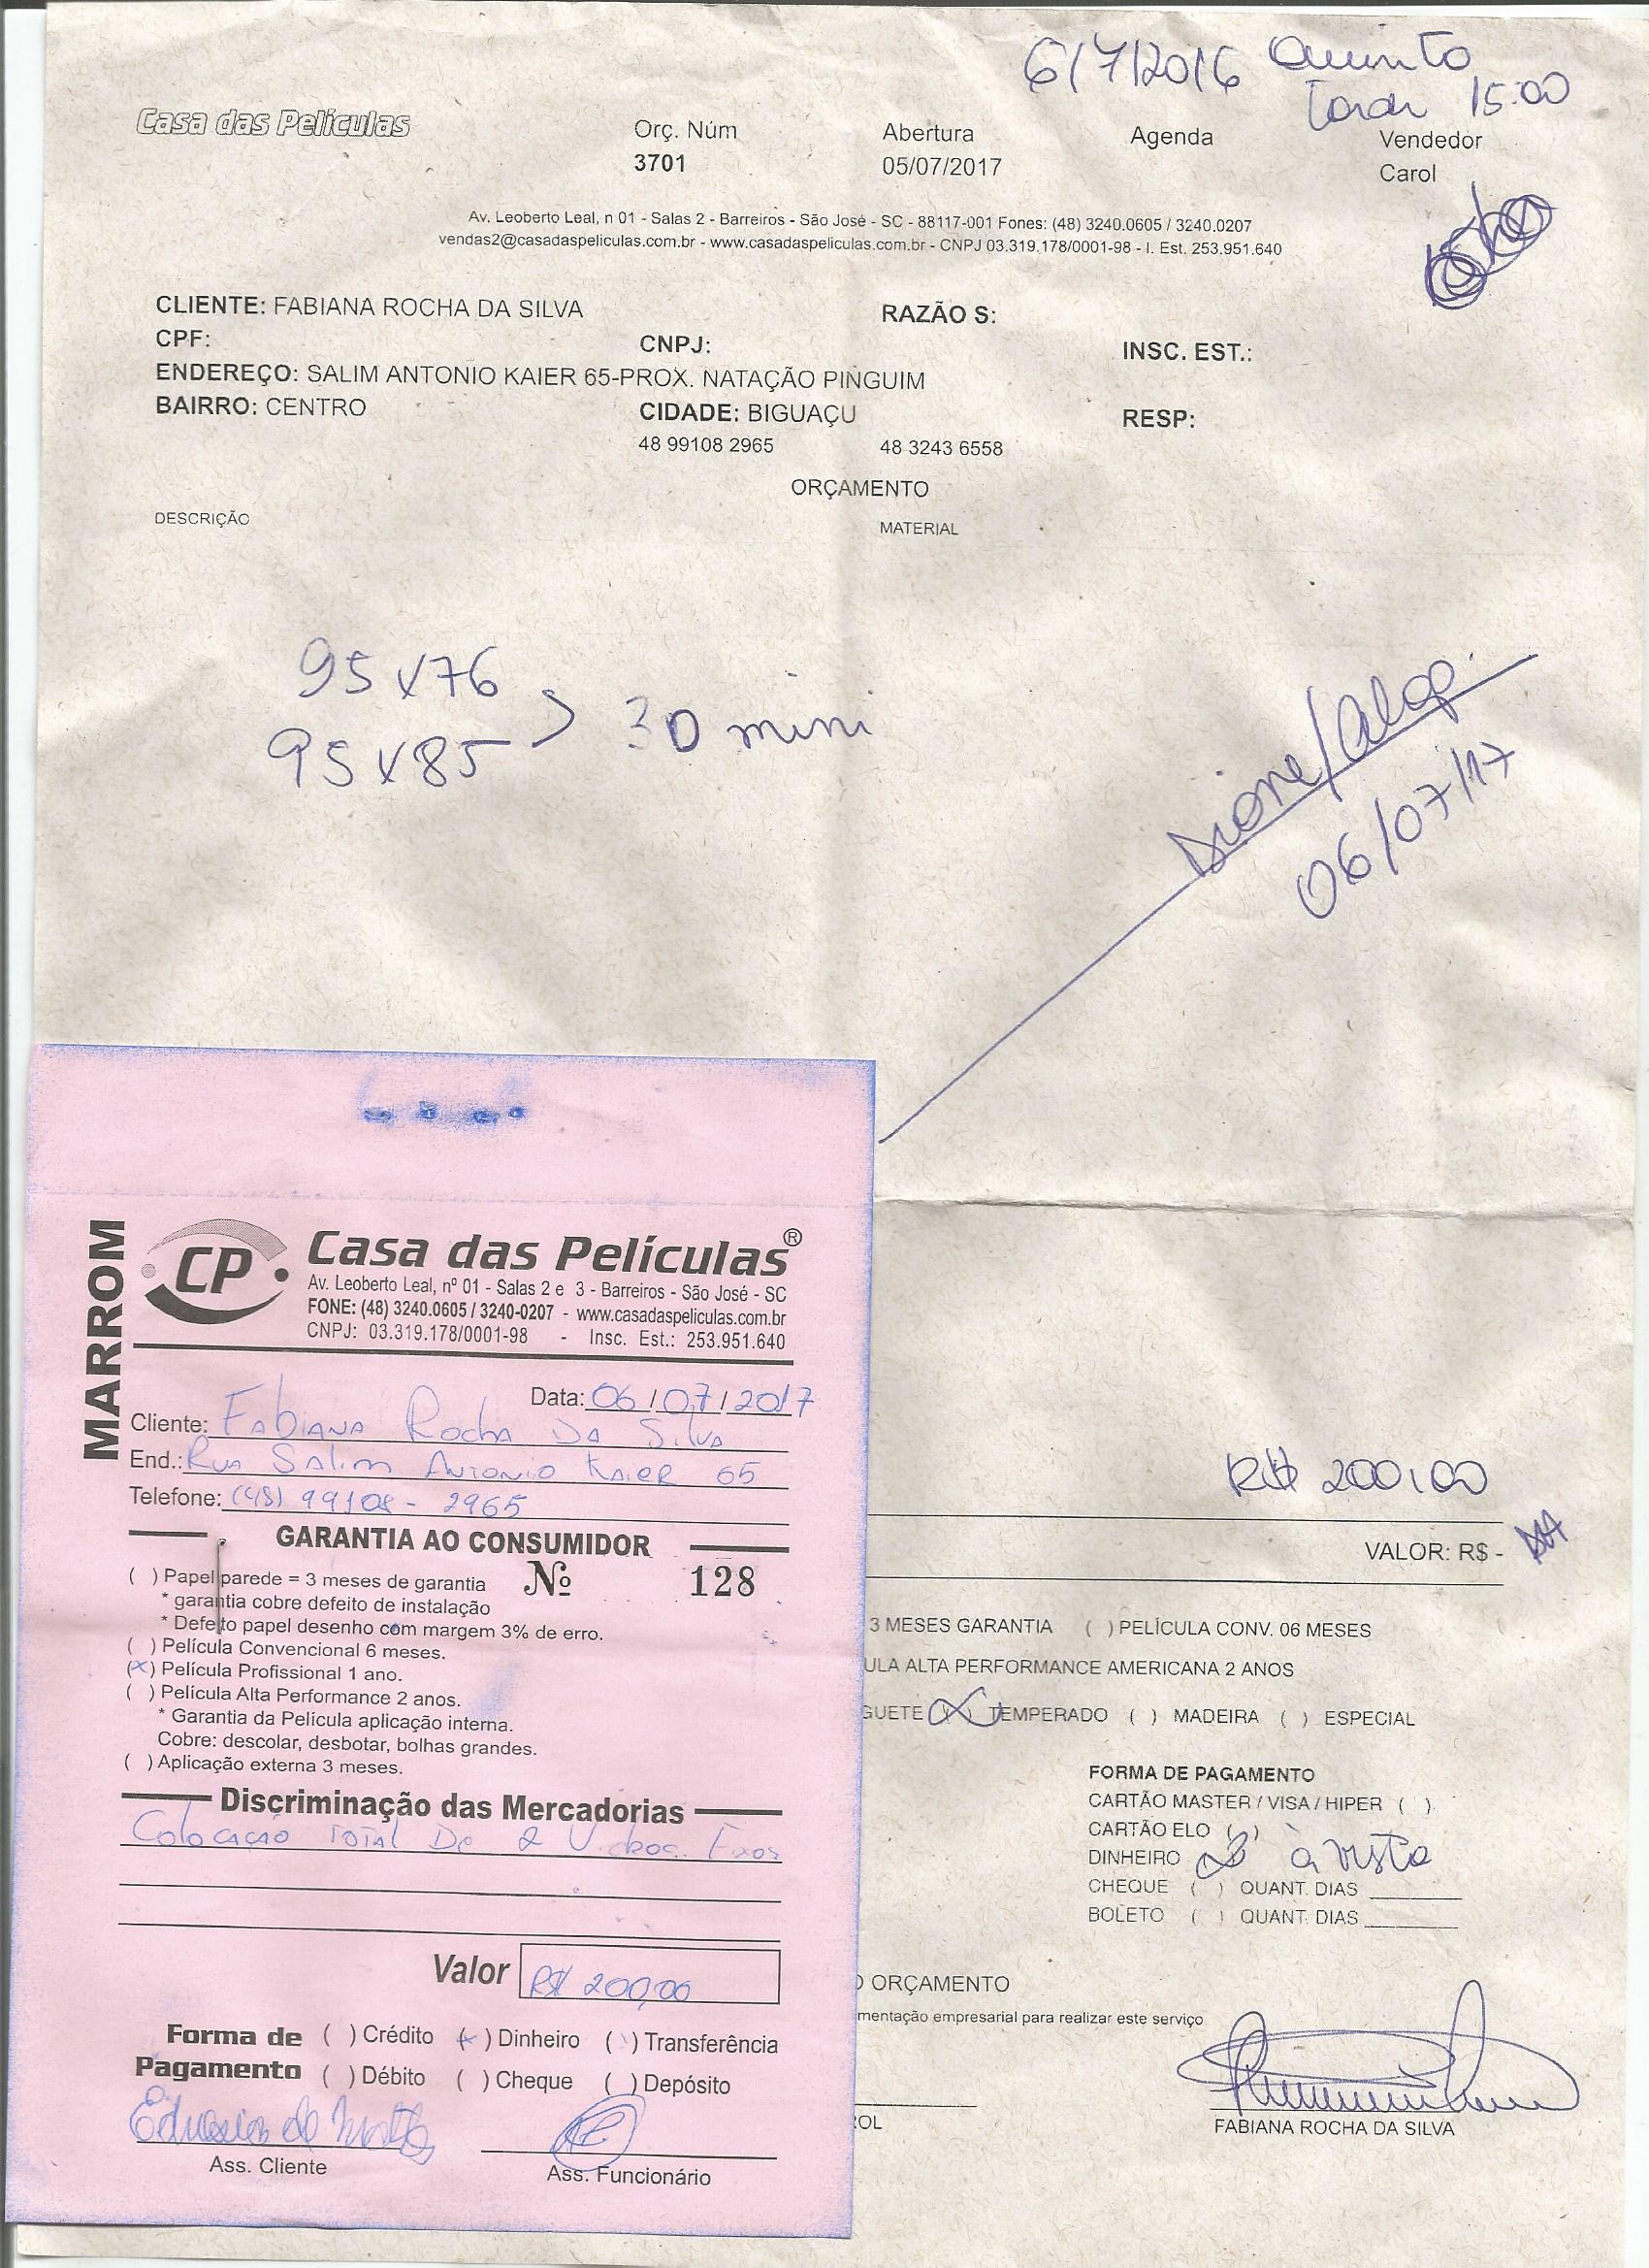 6/7/2016 Quinta
Tarde 15:00
Casa das Películas
Orç. Núm
Abertura
Agenda
Vendedor
3701
05/07/2017
Carol
Av. Leoberto Leal, n 01 - Salas 2 - Barreiros - São José - SC - 88117-001 Fones: (48) 3240.0605 / 3240.0207
vendas2@casadaspeliculas.com.br - www.casadaspeliculas.com.br - CNPJ 03.319.178/0001-98 - I. Est. 253.951.640
CLIENTE: FABIANA ROCHA DA SILVA
RAZÃO S:
CPF:
CNPJ:
INSC. EST.:
ENDEREÇO: SALIM ANTONIO KAIER 65-PROX. NATAÇÃO PINGUIM
BAIRRO: CENTRO
CIDADE: BIGUAÇU
RESP:
48 99108 2965
48 3243 6558
ORÇAMENTO
DESCRIÇÃO
MATERIAL
95x76
95x85 > 30 mini
06/07/17
MARROM
CP
Casa das Películas®
Av. Leoberto Leal, nº 01 - Salas 2 e 3 - Barreiros - São José - SC
FONE: (48) 3240.0605 / 3240-0207 - www.casadaspeliculas.com.br
CNPJ: 03.319.178/0001-98 - Insc. Est.: 253.951.640
Data: 06/07/2017
Cliente: Fabiana Rocha Da Silva
End.: Rua Salim Antonio Kaier 65
Telefone: (48) 99108-2965
GARANTIA AO CONSUMIDOR
Nº 128
( ) Papel parede = 3 meses de garantia
* garantia cobre defeito de instalação
* Defeito papel desenho com margem 3% de erro.
( ) Película Convencional 6 meses.
(x) Película Profissional 1 ano.
( ) Película Alta Performance 2 anos.
* Garantia da Película aplicação interna.
Cobre: descolar, desbotar, bolhas grandes.
( ) Aplicação externa 3 meses.
Discriminação das Mercadorias
Colocação Total De 2 Vidros Fixos
Valor R$ 200,00
Forma de Pagamento
( ) Crédito (x) Dinheiro ( ) Transferência
( ) Débito ( ) Cheque ( ) Depósito
Ass. Cliente
Ass. Funcionário
R$ 200,00
VALOR: R$ -
3 MESES GARANTIA ( ) PELÍCULA CONV. 06 MESES
ULA ALTA PERFORMANCE AMERICANA 2 ANOS
GUETE (x) TEMPERADO ( ) MADEIRA ( ) ESPECIAL
FORMA DE PAGAMENTO
CARTÃO MASTER / VISA / HIPER ( )
CARTÃO ELO ( )
DINHEIRO (x) à vista
CHEQUE ( ) QUANT. DIAS
BOLETO ( ) QUANT. DIAS
O ORÇAMENTO
mentação empresarial para realizar este serviço
ROL
FABIANA ROCHA DA SILVA